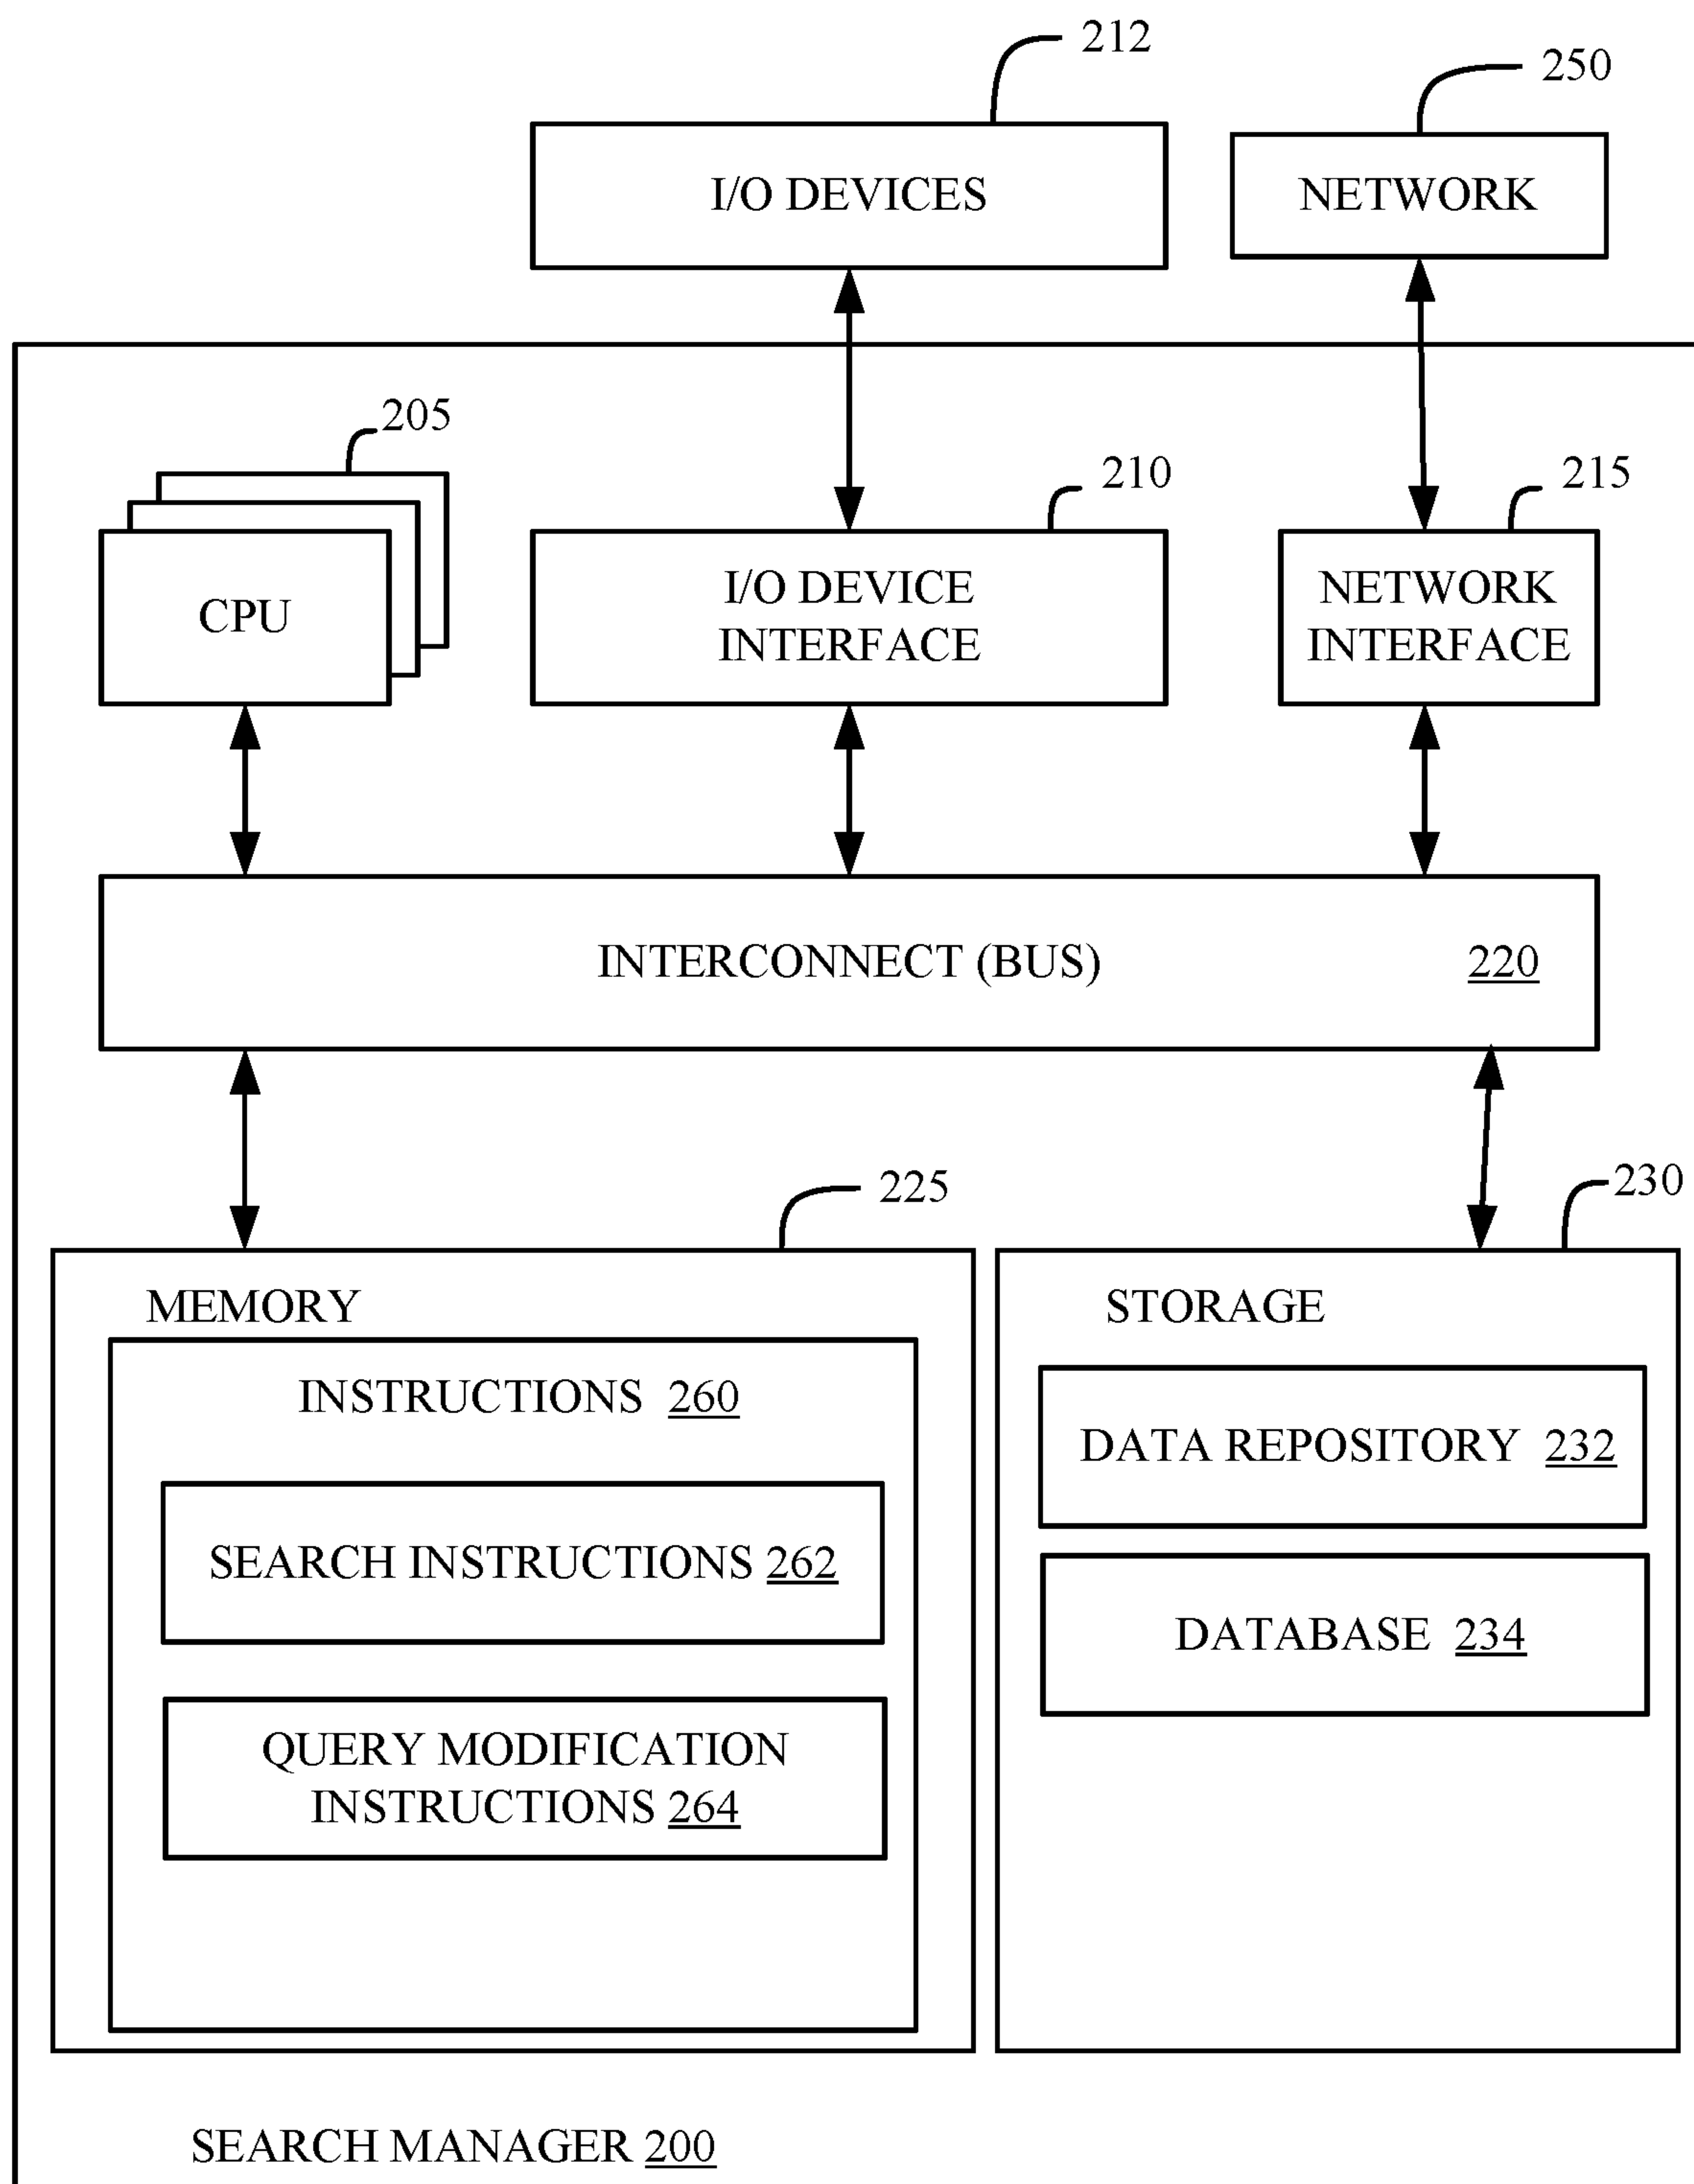 212
250
I/O DEVICES
NETWORK
205
210
215
CPU
I/O DEVICE
INTERFACE
NETWORK
INTERFACE
INTERCONNECT (BUS) 220
225
230
MEMORY
INSTRUCTIONS 260
SEARCH INSTRUCTIONS 262
QUERY MODIFICATION
INSTRUCTIONS 264
STORAGE
DATA REPOSITORY 232
DATABASE 234
SEARCH MANAGER 200